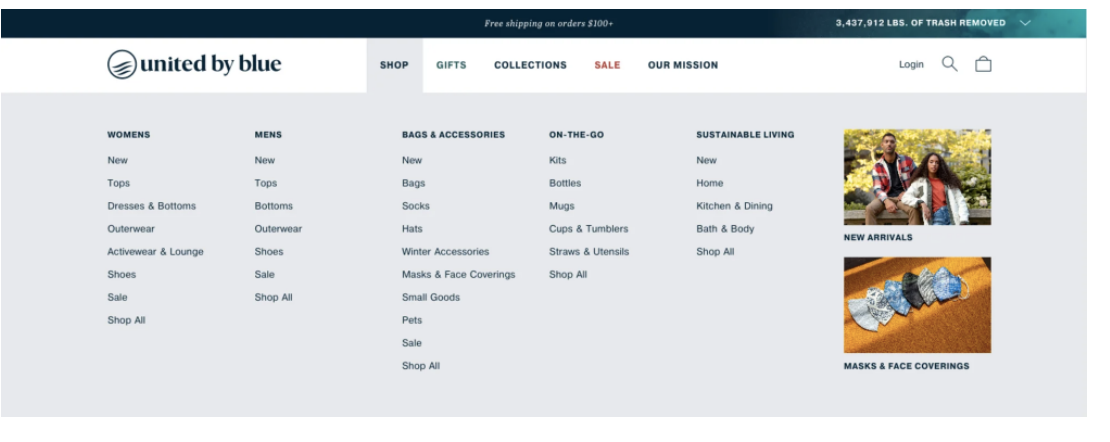 Free shipping on orders $100+
3,437,912 LBS. OF TRASH REMOVED
united by blue
SHOP
GIFTS
COLLECTIONS
SALE
OUR MISSION
Login
WOMENS
New
Tops
Dresses & Bottoms
Outerwear
Activewear & Lounge
Shoes
Sale
Shop All
MENS
New
Tops
Bottoms
Outerwear
Shoes
Sale
Shop All
BAGS & ACCESSORIES
New
Bags
Socks
Hats
Winter Accessories
Masks & Face Coverings
Small Goods
Pets
Sale
Shop All
ON-THE-GO
Kits
Bottles
Mugs
Cups & Tumblers
Straws & Utensils
Shop All
SUSTAINABLE LIVING
New
Home
Kitchen & Dining
Bath & Body
Shop All
NEW ARRIVALS
MASKS & FACE COVERINGS